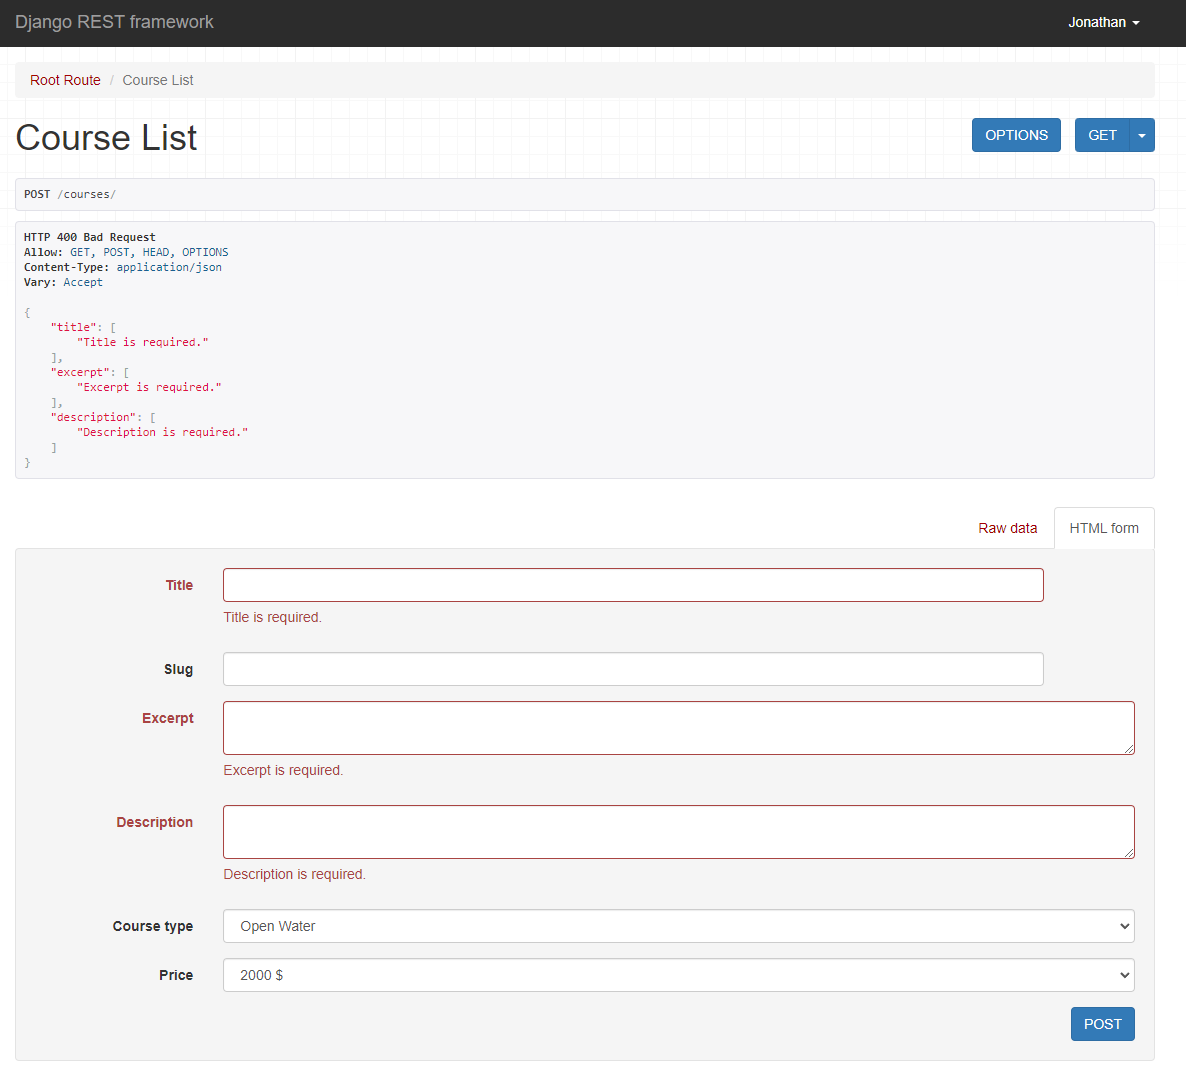 Django REST framework
Jonathan
Root Route / Course List
Course List
OPTIONS
GET
POST /courses/
HTTP 400 Bad Request
Allow: GET, POST, HEAD, OPTIONS
Content-Type: application/json
Vary: Accept
{
    "title": [
        "Title is required."
    ],
    "excerpt": [
        "Excerpt is required."
    ],
    "description": [
        "Description is required."
    ]
}
Raw data
HTML form
Title
Title is required.
Slug
Excerpt
Excerpt is required.
Description
Description is required.
Course type
Open Water
Price
2000 $
POST